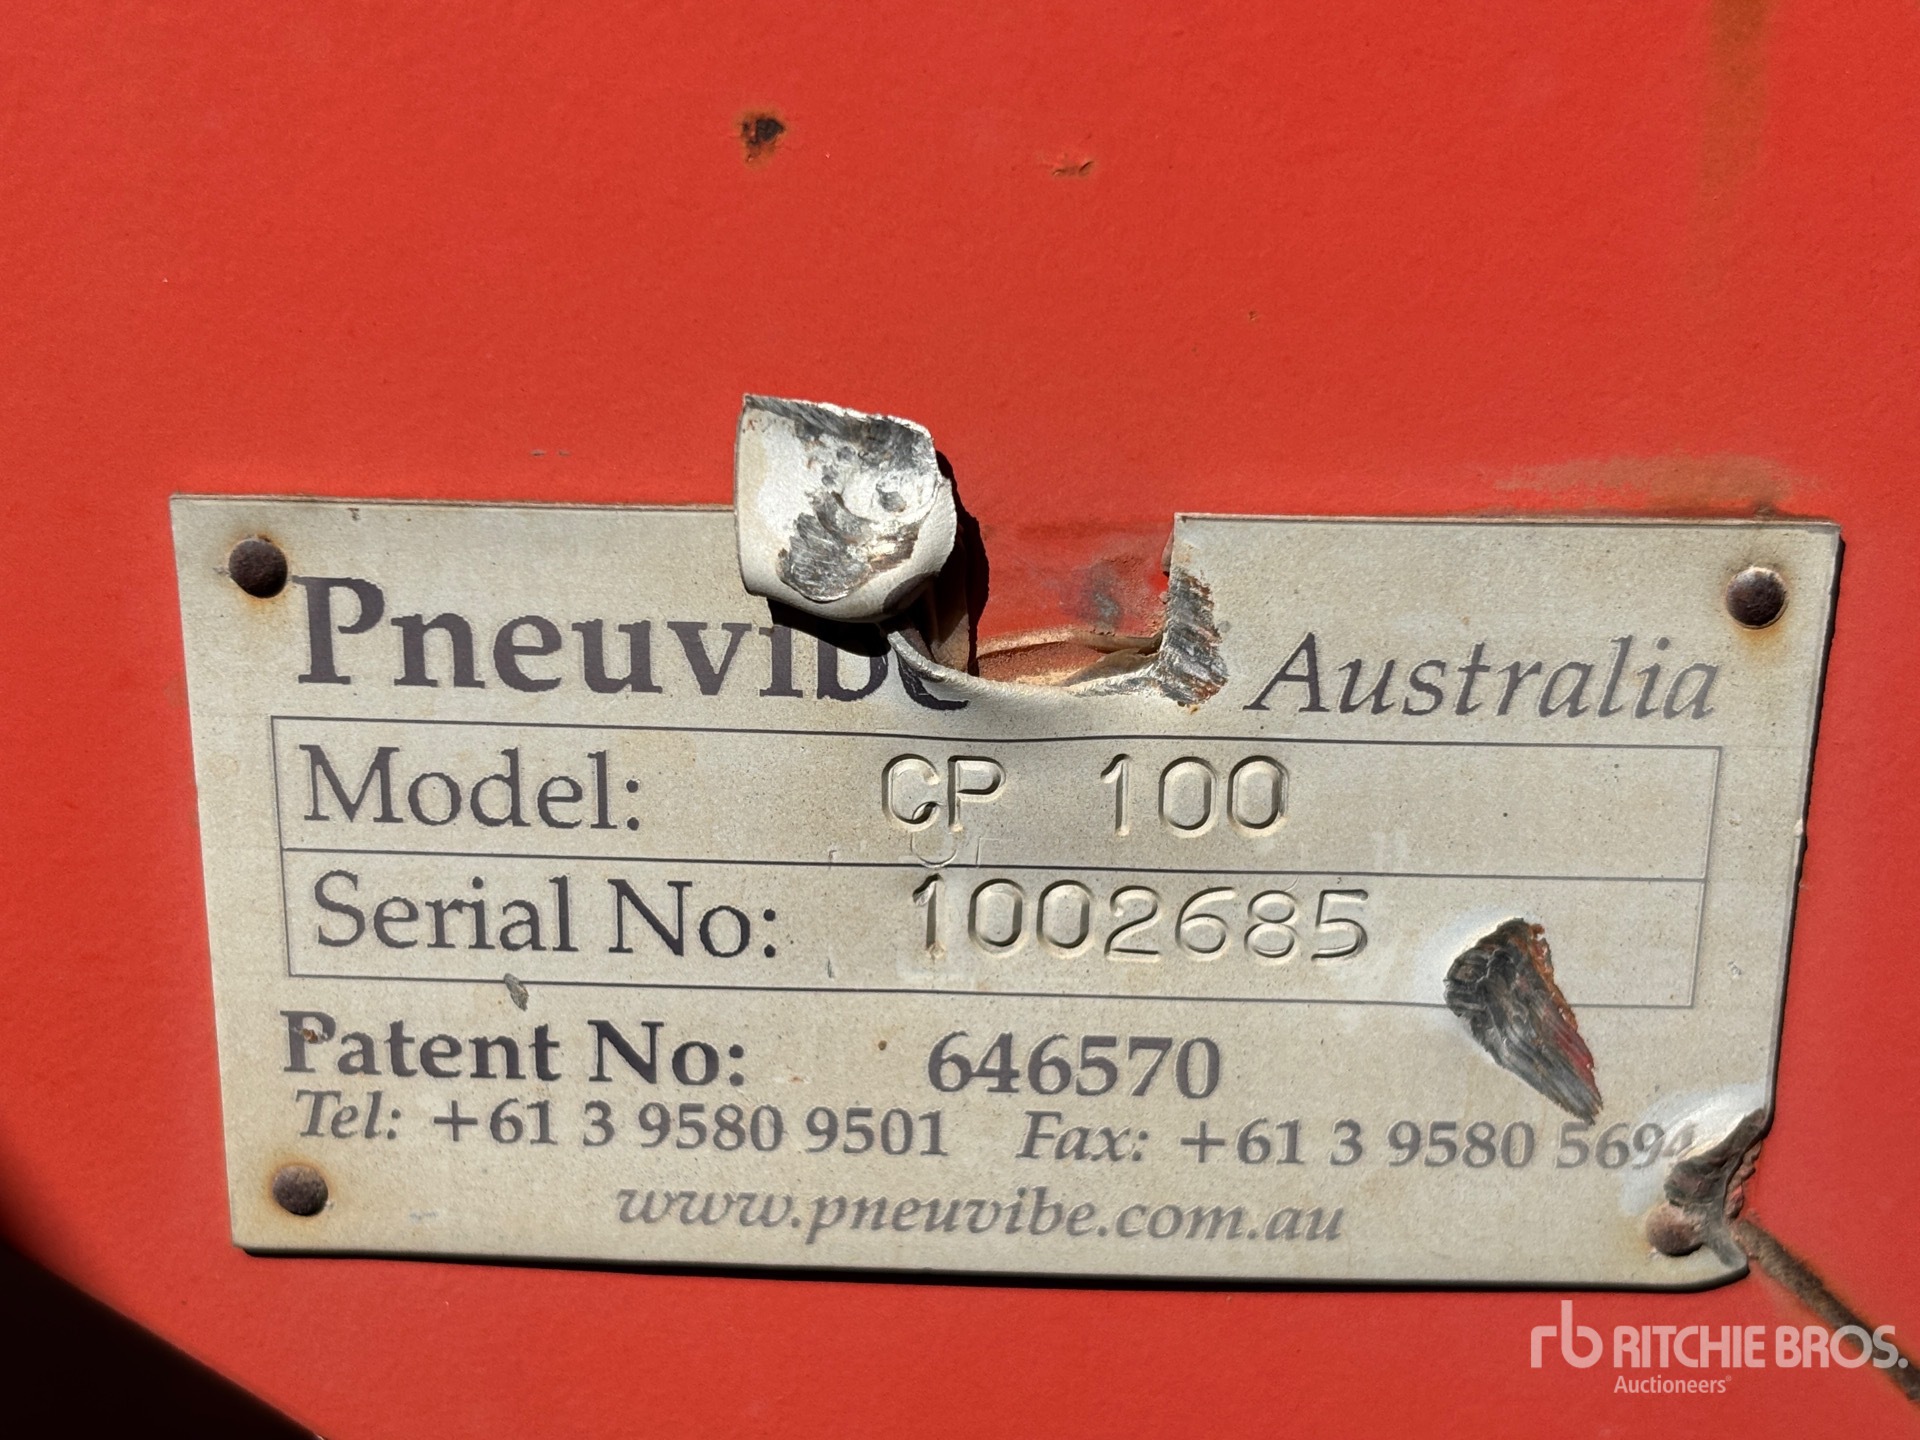 Pneuvibe Australia
Model: CP 100
Serial No: 1002685
Patent No: 646570
Tel: +61 3 9580 9501 Fax: +61 3 9580 5694
www.pneuvibe.com.au
rb RITCHIE BROS.
Auctioneers